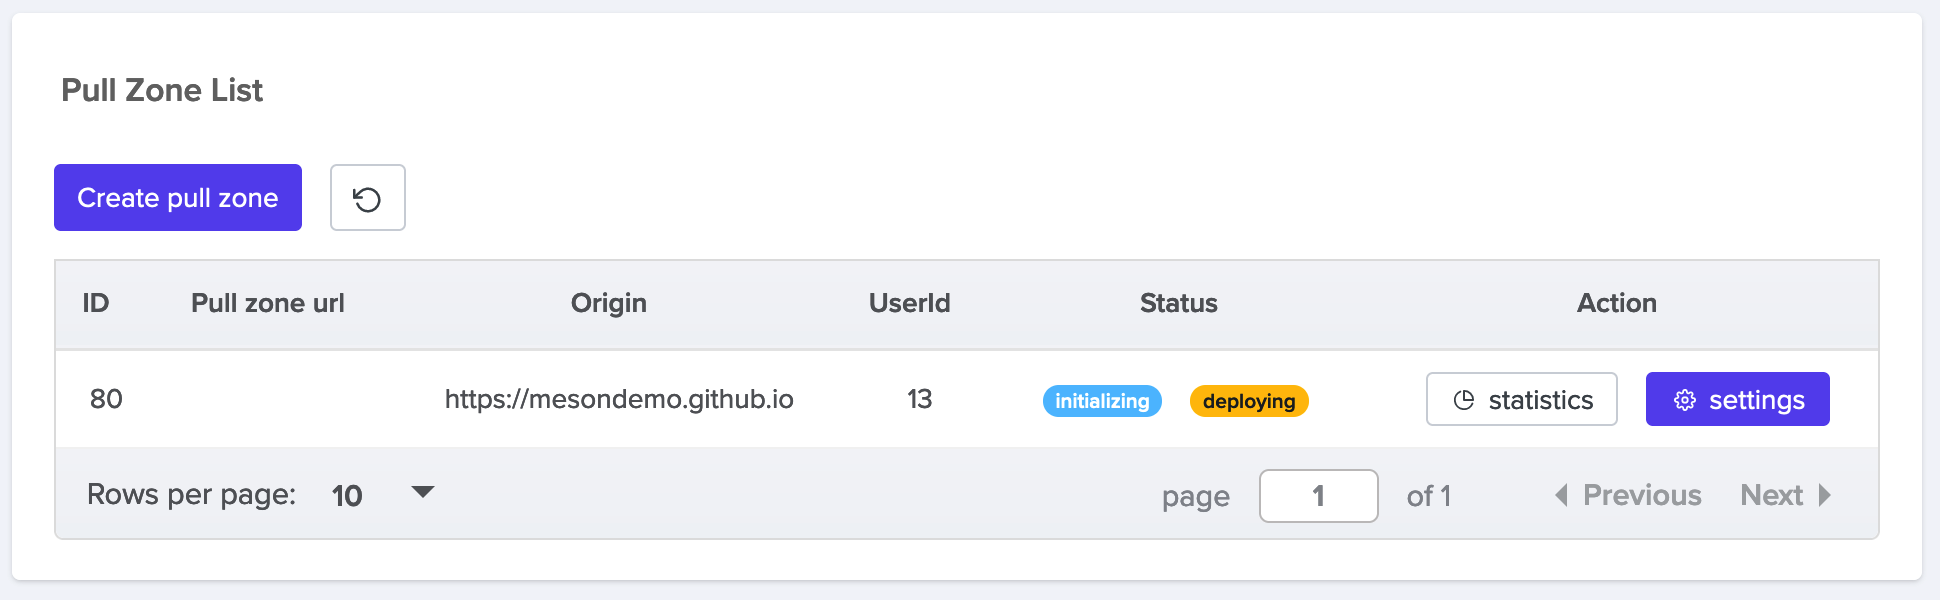 Pull Zone List
Create pull zone
ID Pull zone url Origin UserId Status Action
80 https://mesondemo.github.io 13 initializing deploying statistics settings
Rows per page: 10 page 1 of 1 Previous Next